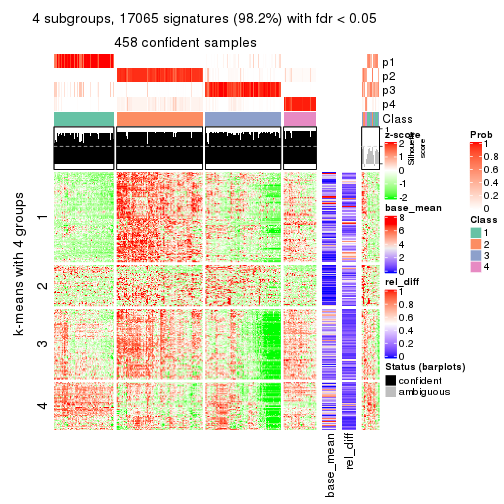 4 subgroups, 17065 signatures (98.2%) with fdr < 0.05
458 confident samples
p1
p2
p3
p4
Class
1
Silhouette
score
k-means with 4 groups
1
2
3
4
base_mean
rel_diff
z-score
2
1
0
-1
-2
base_mean
8
6
4
2
0
rel_diff
1
0.8
0.6
0.4
0.2
0
Status (barplots)
confident
ambiguous
Prob
1
0.8
0.6
0.4
0.2
0
Class
1
2
3
4